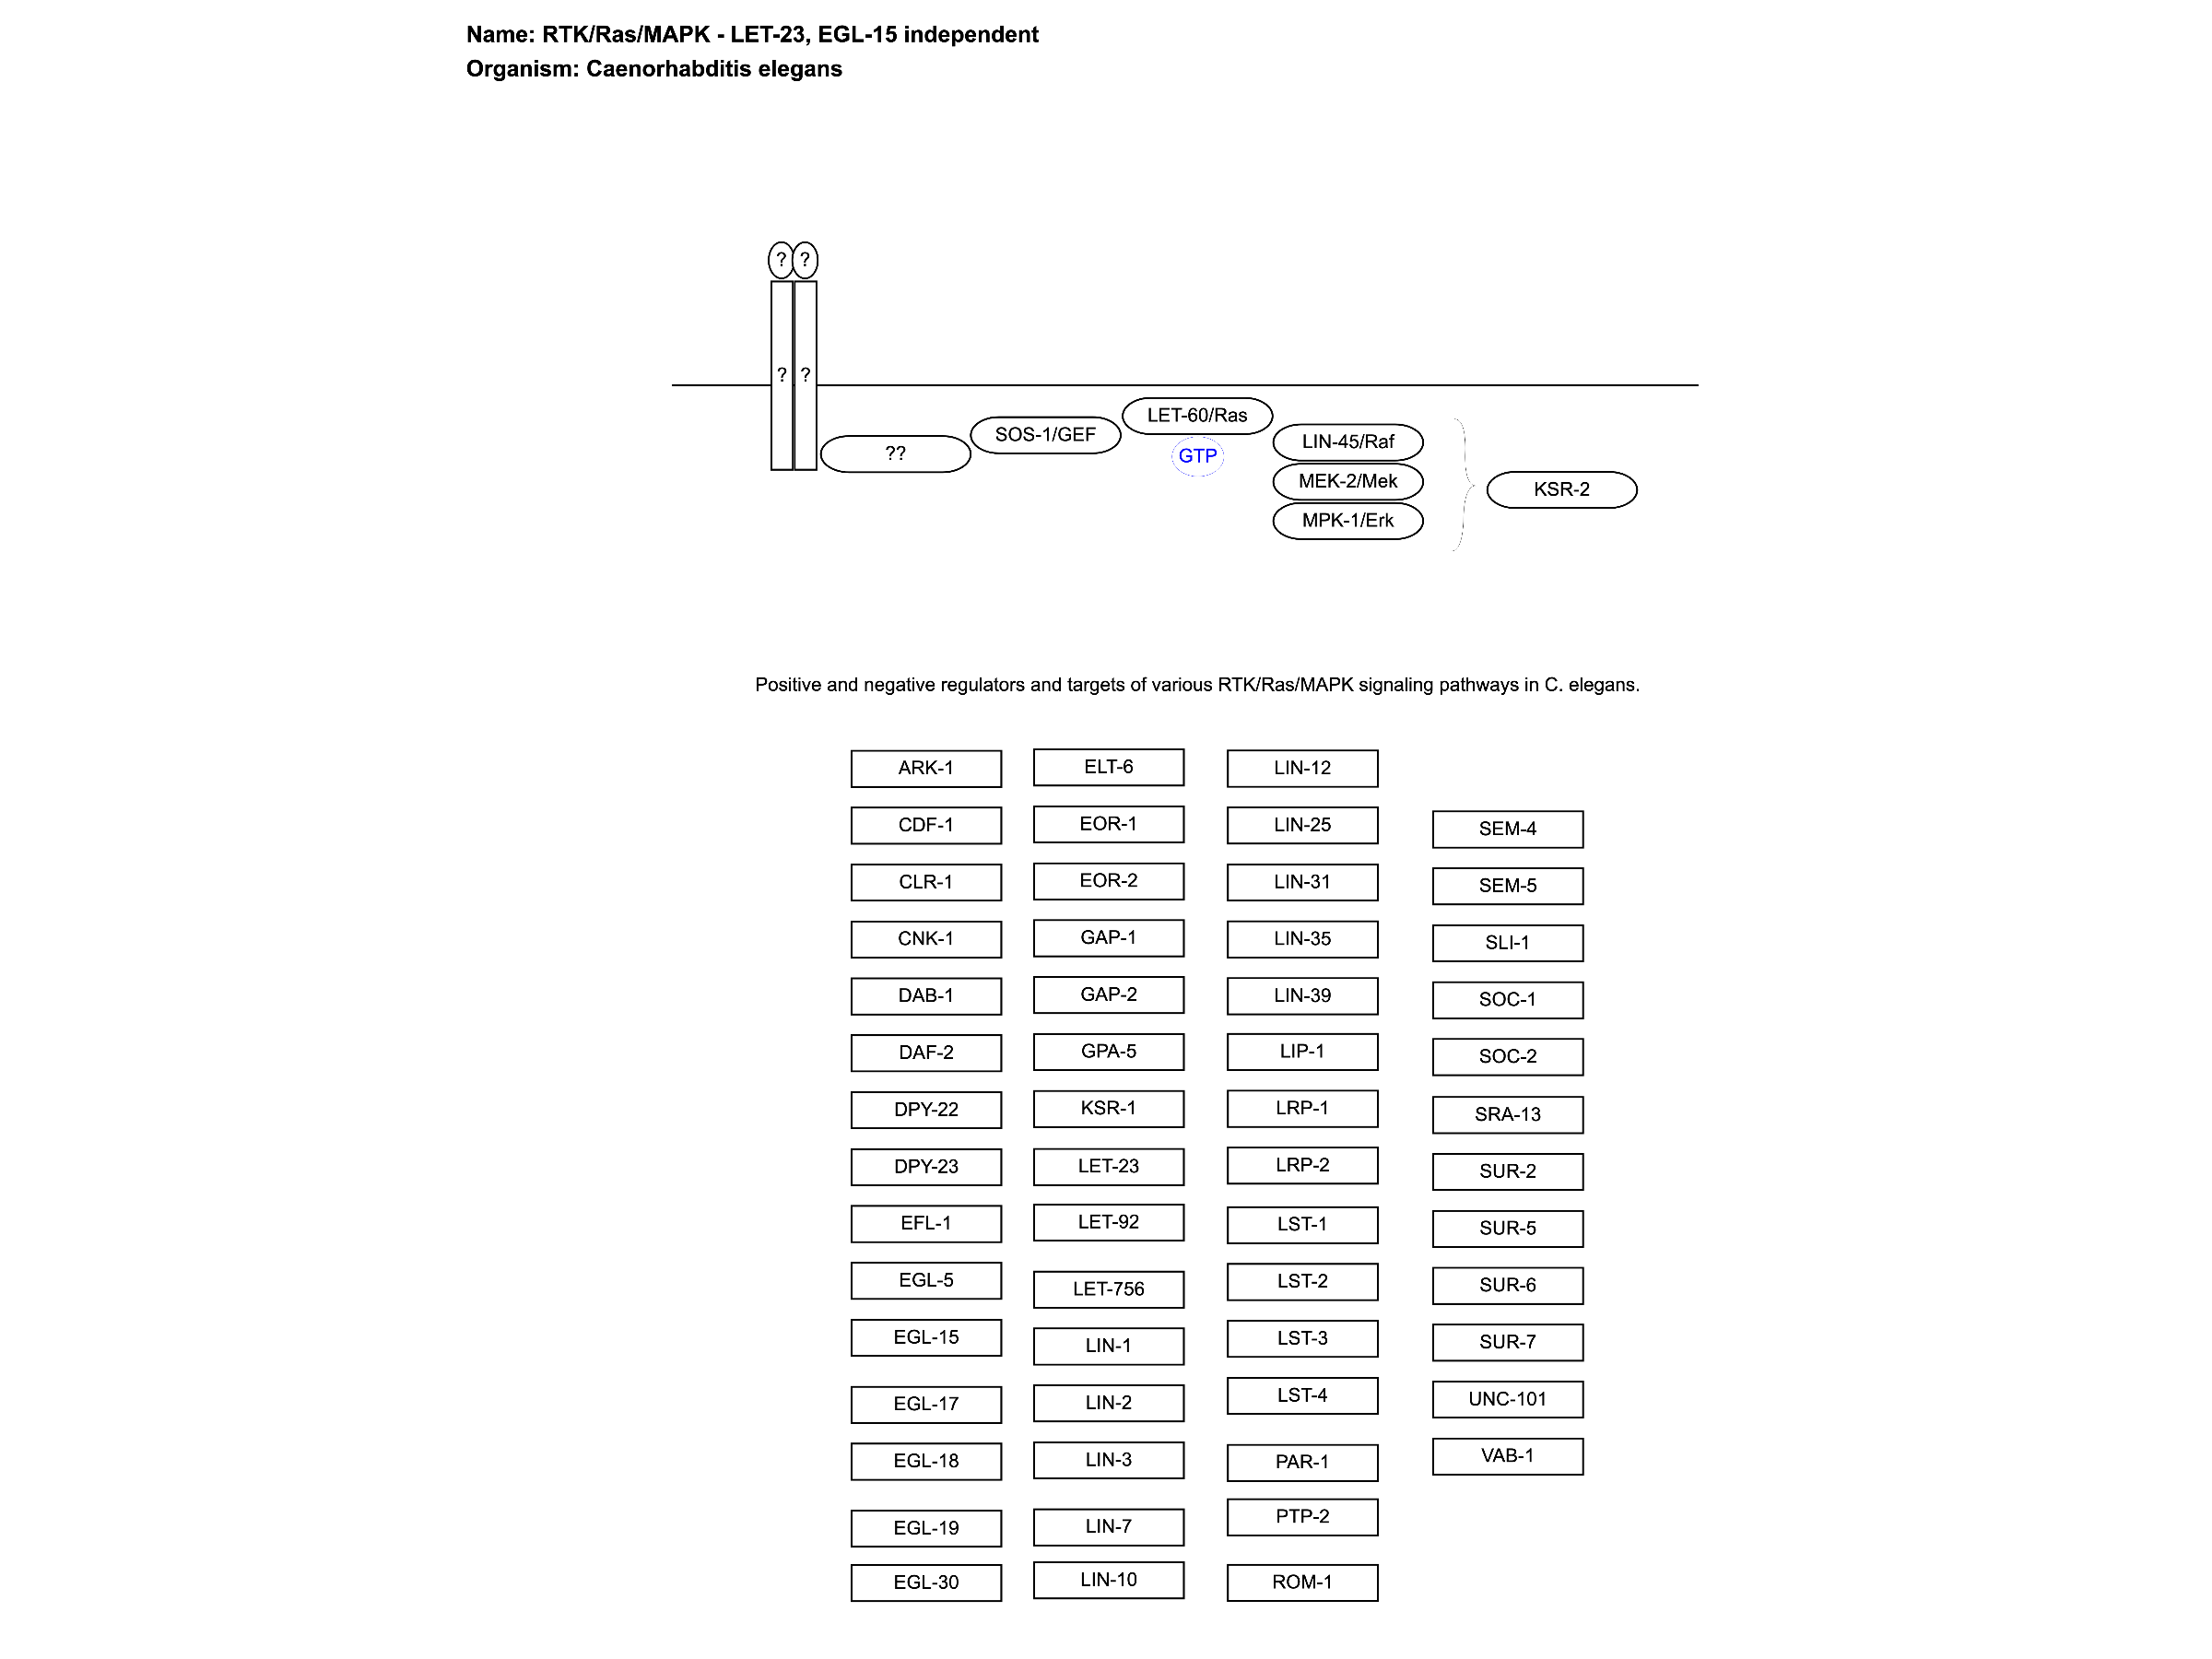 Name: RTK/Ras/MAPK - LET-23, EGL-15 independent
Organism: Caenorhabditis elegans
? ?
? ?
LET-60/Ras
SOS-1/GEF
LIN-45/Raf
??
GTP
MEK-2/Mek
KSR-2
MPK-1/Erk
Positive and negative regulators and targets of various RTK/Ras/MAPK signaling pathways in C. elegans.
ARK-1
CDF-1
CLR-1
CNK-1
DAB-1
DAF-2
DPY-22
DPY-23
EFL-1
EGL-5
EGL-15
EGL-17
EGL-18
EGL-19
EGL-30
ELT-6
EOR-1
EOR-2
GAP-1
GAP-2
GPA-5
KSR-1
LET-23
LET-92
LET-756
LIN-1
LIN-2
LIN-3
LIN-7
LIN-10
LIN-12
LIN-25
LIN-31
LIN-35
LIN-39
LIP-1
LRP-1
LRP-2
LST-1
LST-2
LST-3
LST-4
PAR-1
PTP-2
ROM-1
SEM-4
SEM-5
SLI-1
SOC-1
SOC-2
SRA-13
SUR-2
SUR-5
SUR-6
SUR-7
UNC-101
VAB-1